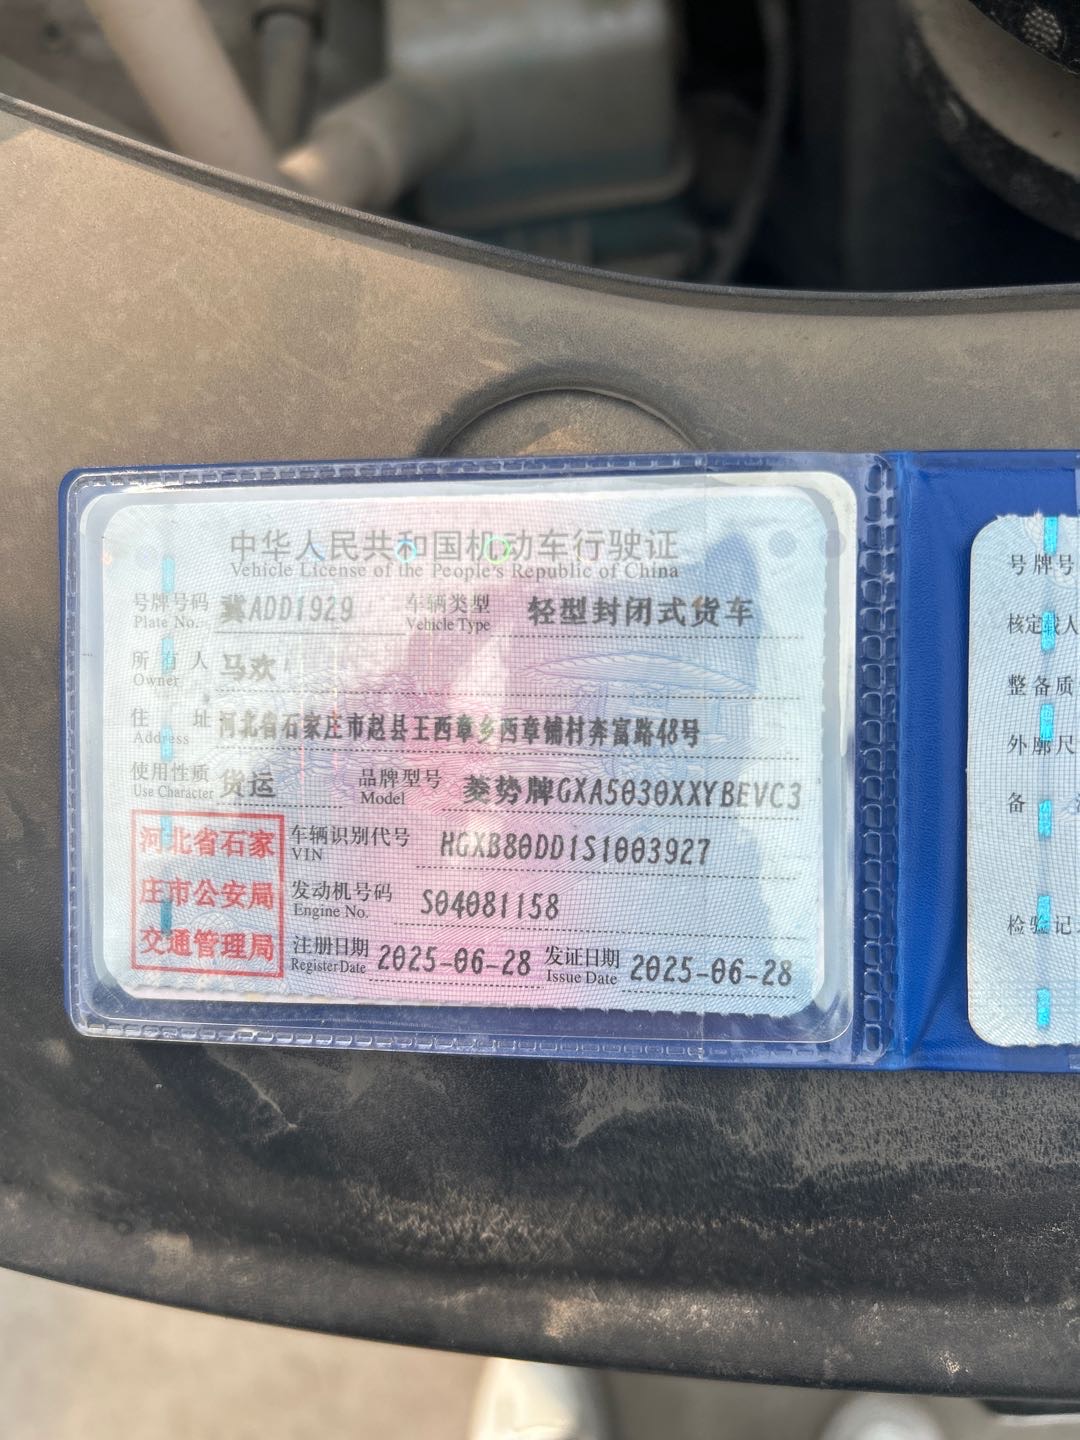 中华人民共和国机动车行驶证
Vehicle License of the People's Republic of China
号牌号码 冀ADD1929 车辆类型 轻型封闭式货车
Plate No. Vehicle Type
所有人 马欢
Owner
住址 河北省石家庄市赵县王西章乡西章铺村奔富路48号
Address
使用性质 货运 品牌型号 菱势牌GXA5030XXYBEVC3
Use Character Model
河北省石家
庄市公安局
交通管理局
车辆识别代号 HGXB80DD1S1003927
VIN
发动机号码 S04081158
Engine No.
注册日期 2025-06-28 发证日期 2025-06-28
Register Date Issue Date
号牌号
核定载人
整备质
外廓尺
备
检验记